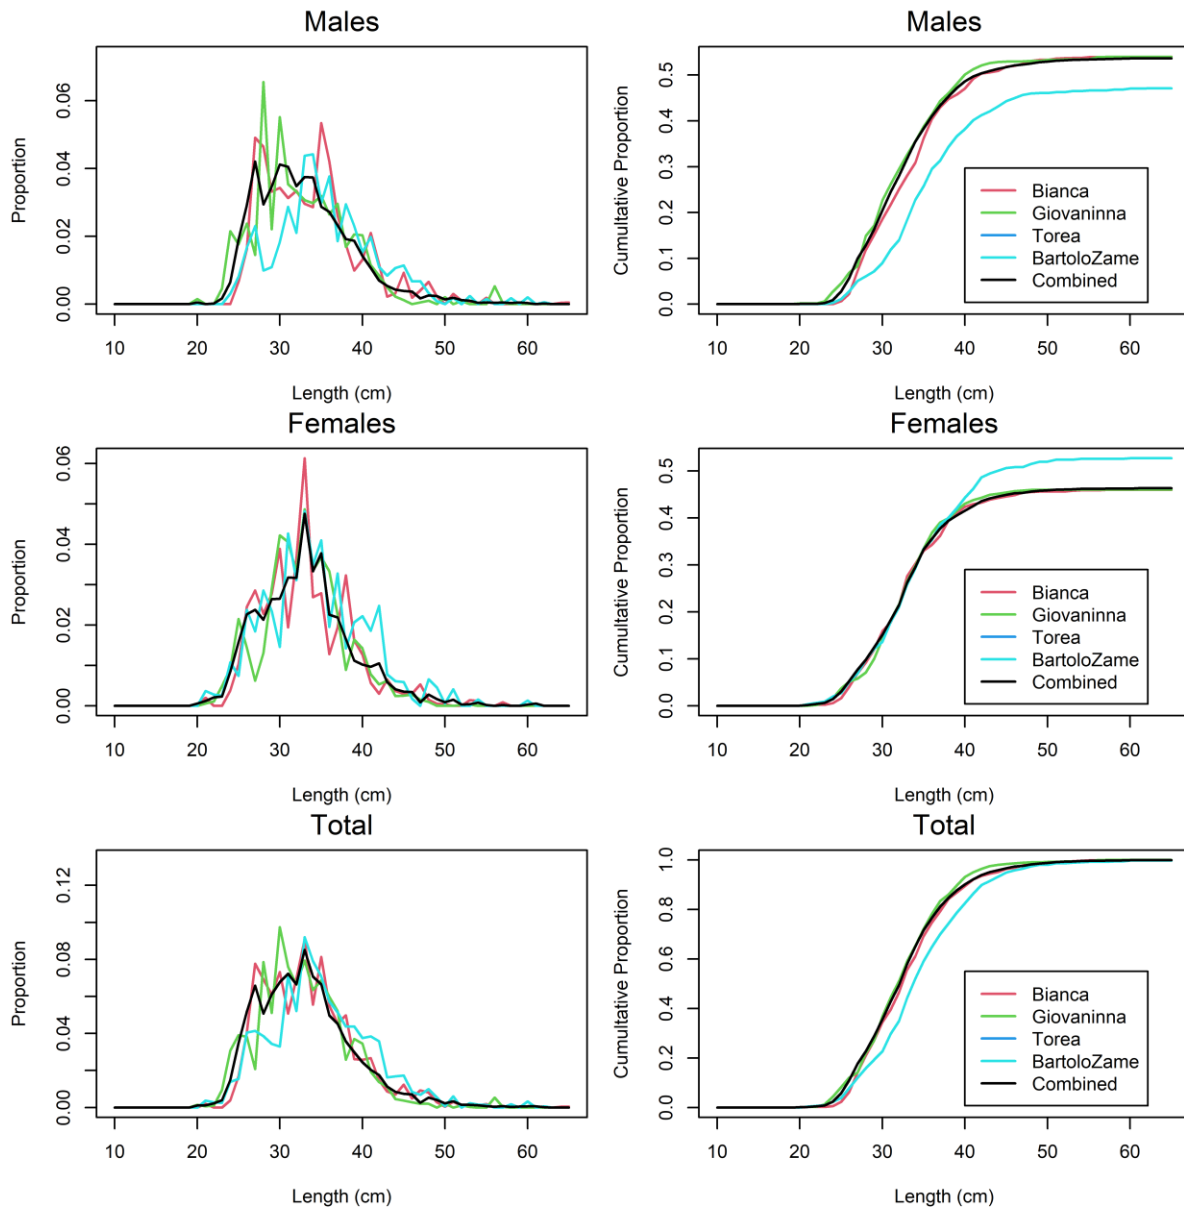 Males
Proportion
0.06
0.04
0.02
0.00
10 20 30 40 50 60
Length (cm)
Males
Cumultative Proportion
0.5
0.4
0.3
0.2
0.1
0.0
Bianca
Giovaninna
Torea
BartoloZame
Combined
10 20 30 40 50 60
Length (cm)
Females
Proportion
0.06
0.04
0.02
0.00
10 20 30 40 50 60
Length (cm)
Females
Cumultative Proportion
0.5
0.4
0.3
0.2
0.1
0.0
Bianca
Giovaninna
Torea
BartoloZame
Combined
10 20 30 40 50 60
Length (cm)
Total
Proportion
0.12
0.08
0.04
0.00
10 20 30 40 50 60
Length (cm)
Total
Cumultative Proportion
1.0
0.8
0.6
0.4
0.2
0.0
Bianca
Giovaninna
Torea
BartoloZame
Combined
10 20 30 40 50 60
Length (cm)